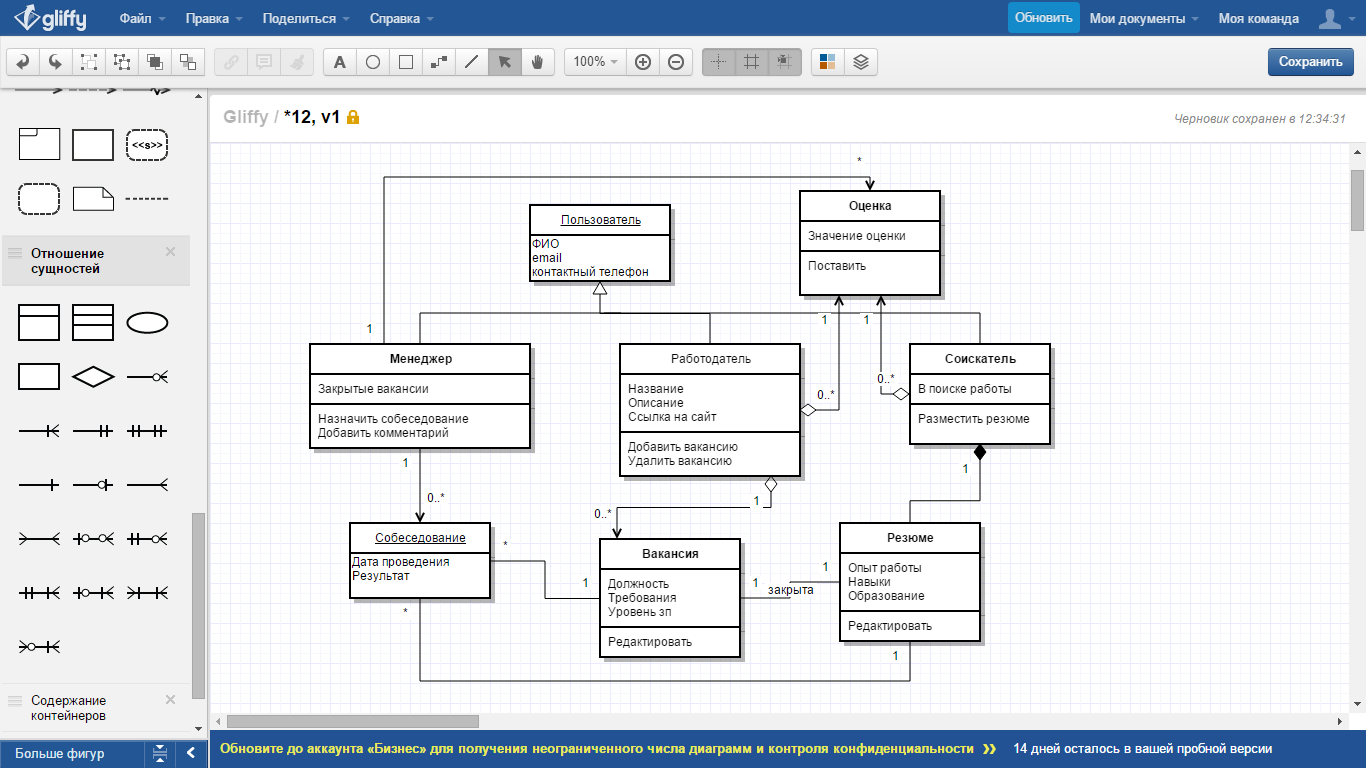 gliffy Файл Правка Поделиться Справка Обновить Мои документы Моя команда
A 100% Сохранить
Gliffy / *12, v1 Черновик сохранен в 12:34:31
<<s>>
Отношение
сущностей
Содержание
контейнеров
Больше фигур
*
Пользователь
ФИО
email
контактный телефон
Оценка
Значение оценки
Поставить
1
1
1
Менеджер
Закрытые вакансии
Назначить собеседование
Добавить комментарий
Работодатель
Название
Описание
Ссылка на сайт
Добавить вакансию
Удалить вакансию
0..*
0..*
Соискатель
В поиске работы
Разместить резюме
1
0..*
1
0..*
1
Собеседование
Дата проведения
Результат
*
*
1
Вакансия
Должность
Требования
Уровень зп
Редактировать
1
закрыта
1
Резюме
Опыт работы
Навыки
Образование
Редактировать
1
Обновите до аккаунта «Бизнес» для получения неограниченного числа диаграмм и контроля конфиденциальности » 14 дней осталось в вашей пробной версии